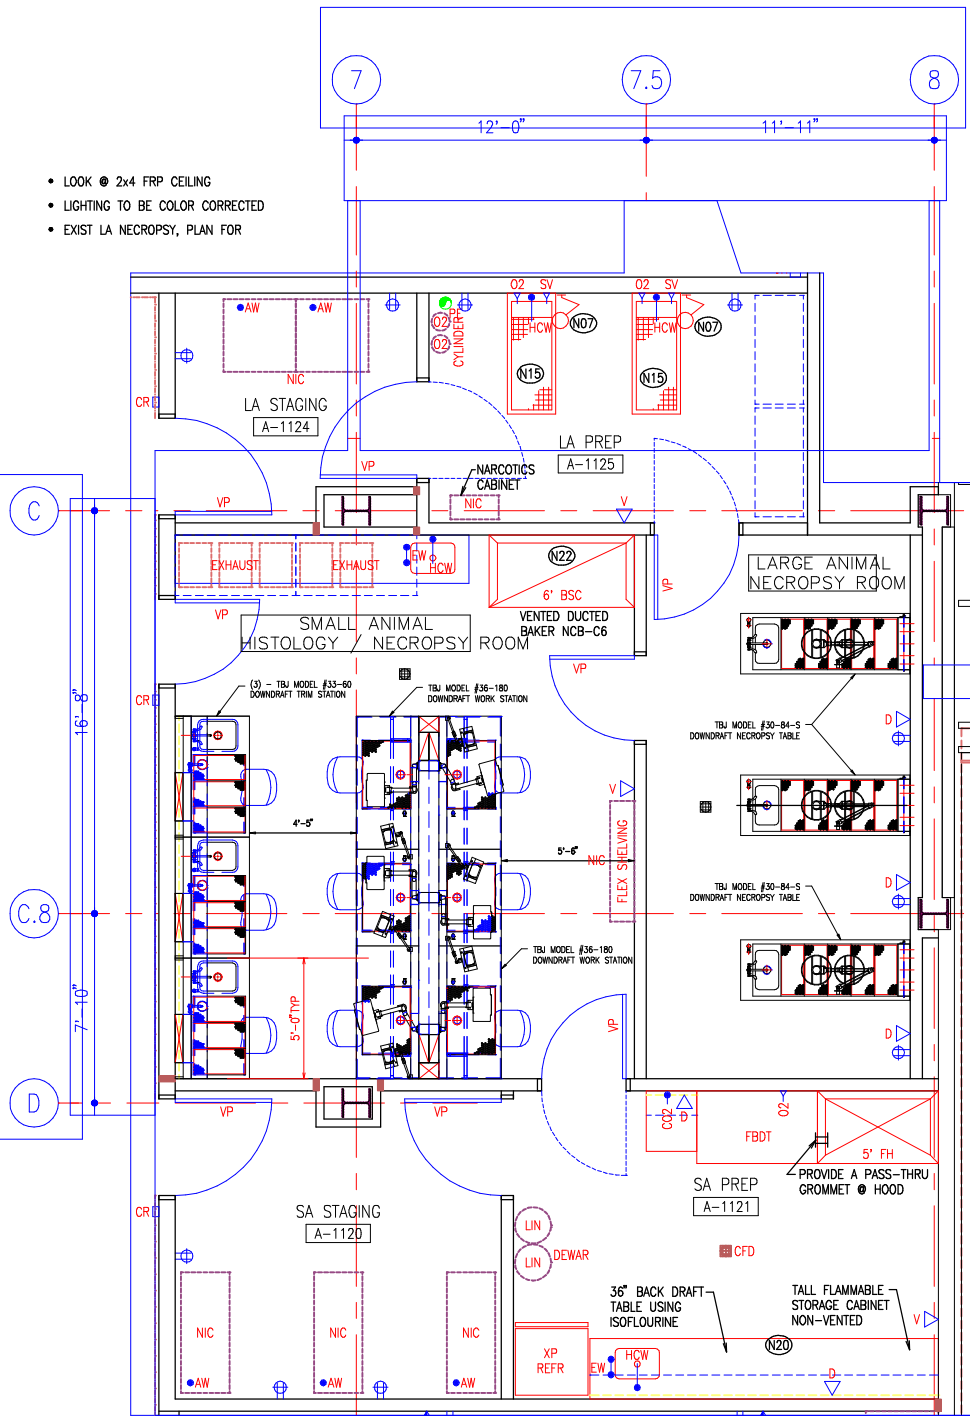 7
7.5
8
12'-0"
11'-11"
• LOOK @ 2x4 FRP CEILING
• LIGHTING TO BE COLOR CORRECTED
• EXIST LA NECROPSY, PLAN FOR
O2
SV
O2
SV
AW
AW
PF
O2
O2
CYLINDER
HCW
N07
HCW
N07
NIC
N15
N15
CR
LA STAGING
A-1124
LA PREP
A-1125
VP
NARCOTICS
CABINET
NIC
VP
V
C
EXHAUST
EXHAUST
EW
HCW
N22
6' BSC
VENTED DUCTED
BAKER NCB-C6
VP
LARGE ANIMAL
NECROPSY ROOM
VP
SMALL ANIMAL
HISTOLOGY / NECROPSY ROOM
VP
CR
(3) - TBJ MODEL #33-60
DOWNDRAFT TRIM STATION
TBJ MODEL #36-180
DOWNDRAFT WORK STATION
16'-8"
TBJ MODEL #30-84-S
DOWNDRAFT NECROPSY TABLE
D
V
4'-5"
5'-6"
NIC
FLEX SHELVING
TBJ MODEL #30-84-S
DOWNDRAFT NECROPSY TABLE
D
C.8
TBJ MODEL #36-180
DOWNDRAFT WORK STATION
7'-10"
5'-0"TYP
VP
D
D
VP
VP
CO2
D
O2
FBDT
5' FH
PROVIDE A PASS-THRU
GROMMET @ HOOD
SA PREP
A-1121
CR
SA STAGING
A-1120
LIN
LIN
DEWAR
CFD
36" BACK DRAFT
TABLE USING
ISOFLOURINE
TALL FLAMMABLE
STORAGE CABINET
NON-VENTED
V
NIC
NIC
NIC
XP
REFR
EW
HCW
N20
D
AW
AW
AW